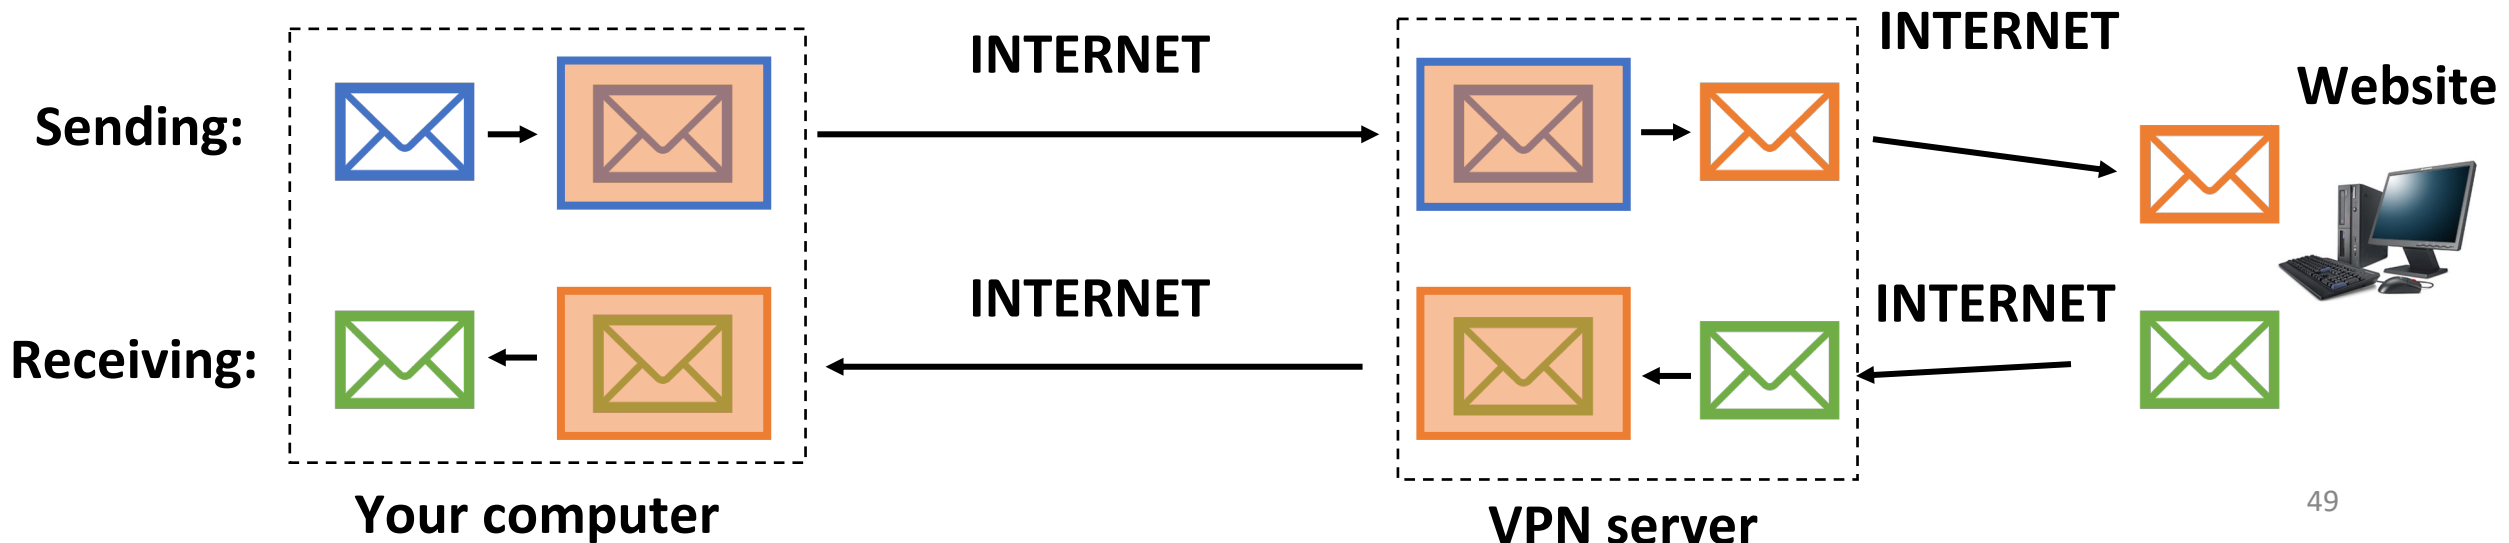 INTERNET
INTERNET
Website
Sending:
INTERNET
INTERNET
Receiving:
Your computer
VPN server
49